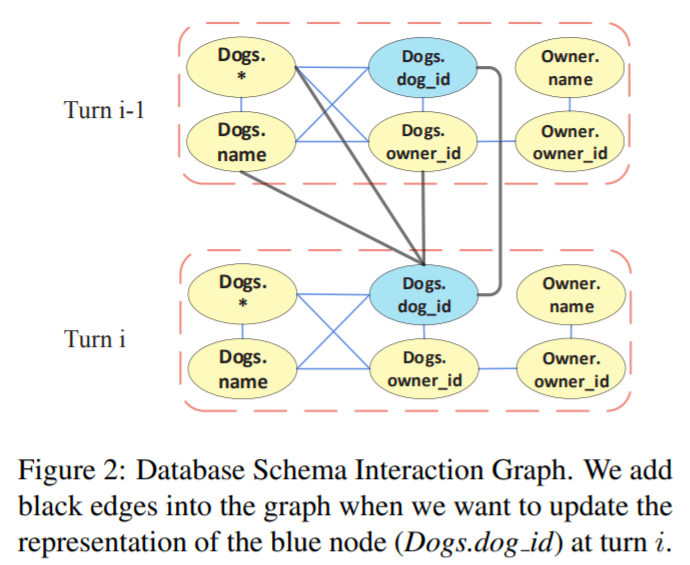 Dogs.
*
Dogs.
dog_id
Owner.
name
Turn i-1
Dogs.
name
Dogs.
owner_id
Owner.
owner_id
Dogs.
*
Dogs.
dog_id
Owner.
name
Turn i
Dogs.
name
Dogs.
owner_id
Owner.
owner_id
Figure 2: Database Schema Interaction Graph. We add
black edges into the graph when we want to update the
representation of the blue node (Dogs.dog_id) at turn i.